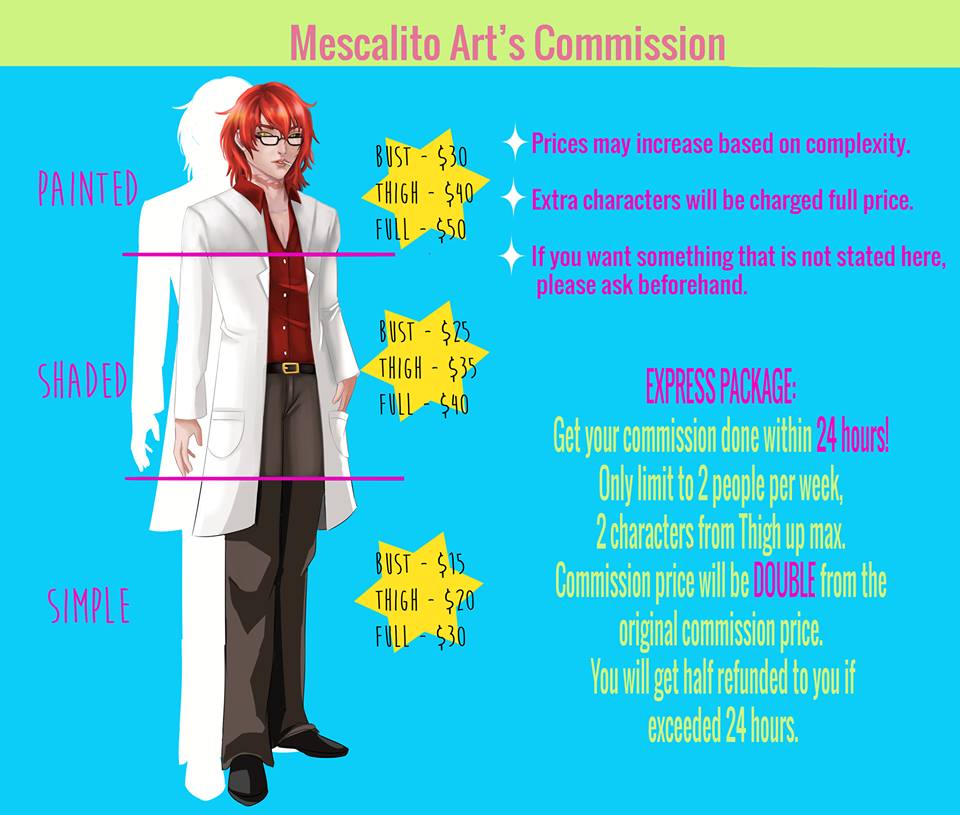 Mescalito Art's Commission
PAINTED
BUST - $30
THIGH - $40
FULL - $50
SHADED
BUST - $25
THIGH - $35
FULL - $40
SIMPLE
BUST - $15
THIGH - $20
FULL - $30
Prices may increase based on complexity.
Extra characters will be charged full price.
If you want something that is not stated here,
please ask beforehand.
EXPRESS PACKAGE:
Get your commission done within 24 hours!
Only limit to 2 people per week,
2 characters from Thigh up max.
Commission price will be DOUBLE from the
original commission price.
You will get half refunded to you if
exceeded 24 hours.